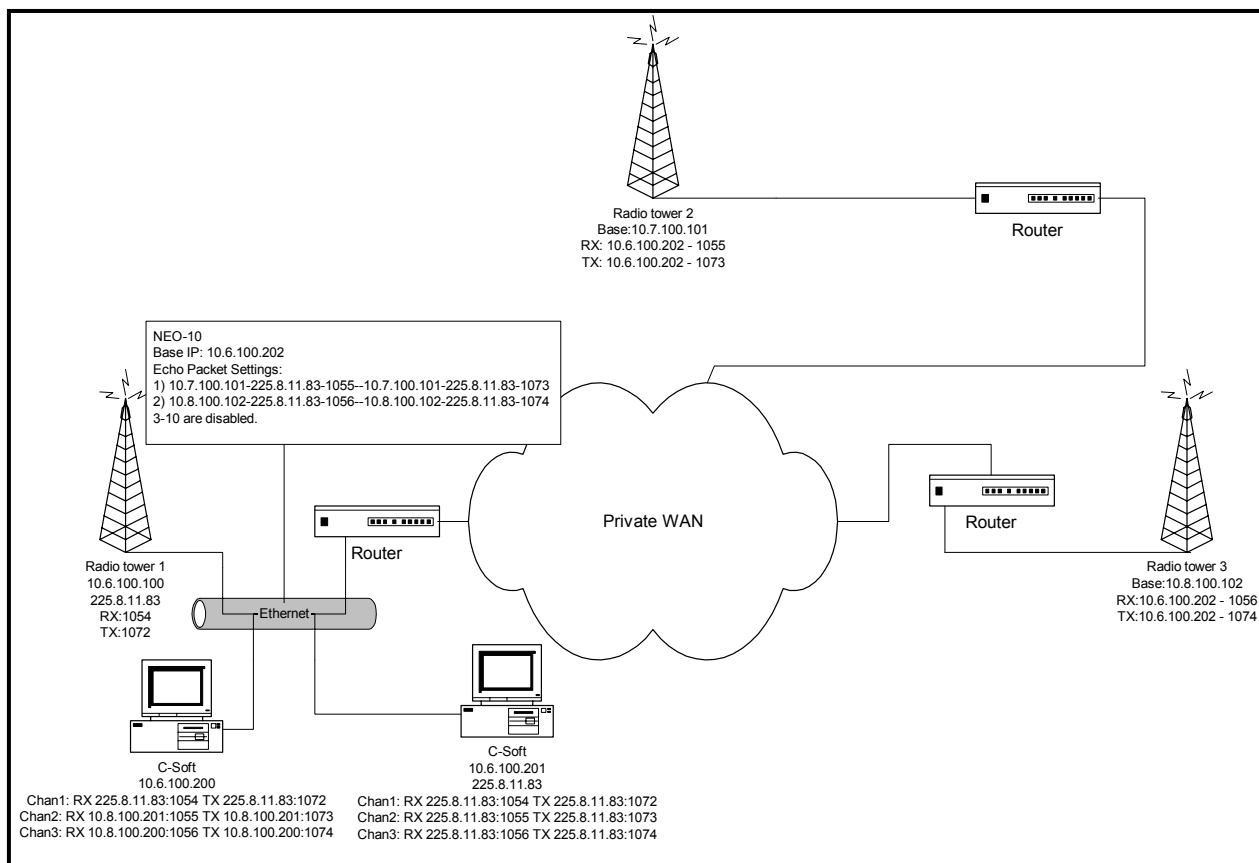 Radio tower 2
Base:10.7.100.101
RX: 10.6.100.202 - 1055
TX: 10.6.100.202 - 1073
Router
NEO-10
Base IP: 10.6.100.202
Echo Packet Settings:
1) 10.7.100.101-225.8.11.83-1055--10.7.100.101-225.8.11.83-1073
2) 10.8.100.102-225.8.11.83-1056--10.8.100.102-225.8.11.83-1074
3-10 are disabled.
Router
Private WAN
Router
Radio tower 1
10.6.100.100
225.8.11.83
RX:1054
TX:1072
Ethernet
Radio tower 3
Base:10.8.100.102
RX:10.6.100.202 - 1056
TX:10.6.100.202 - 1074
C-Soft
10.6.100.200
Chan1: RX 225.8.11.83:1054 TX 225.8.11.83:1072
Chan2: RX 10.8.100.201:1055 TX 10.8.100.201:1073
Chan3: RX 10.8.100.200:1056 TX 10.8.100.200:1074
C-Soft
10.6.100.201
225.8.11.83
Chan1: RX 225.8.11.83:1054 TX 225.8.11.83:1072
Chan2: RX 225.8.11.83:1055 TX 225.8.11.83:1073
Chan3: RX 225.8.11.83:1056 TX 225.8.11.83:1074